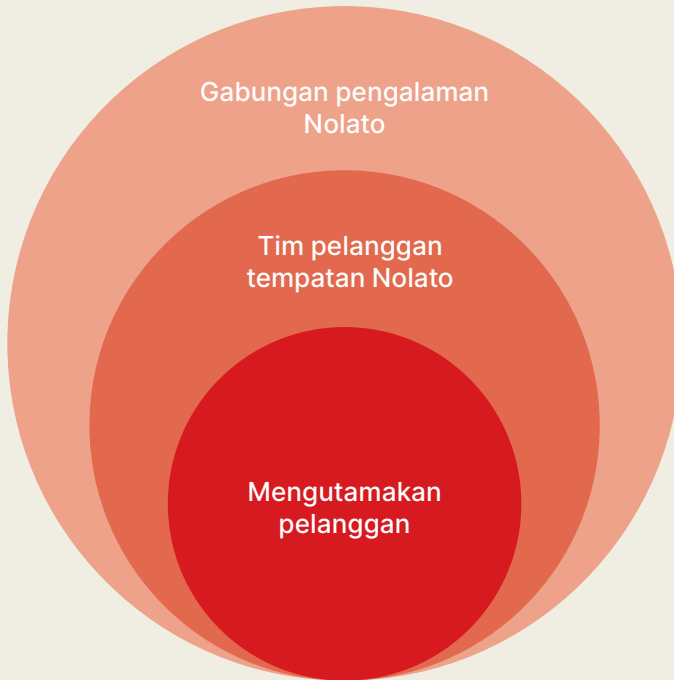 Gabungan pengalaman
Nolato
Tim pelanggan
tempatan Nolato
Mengutamakan
pelanggan